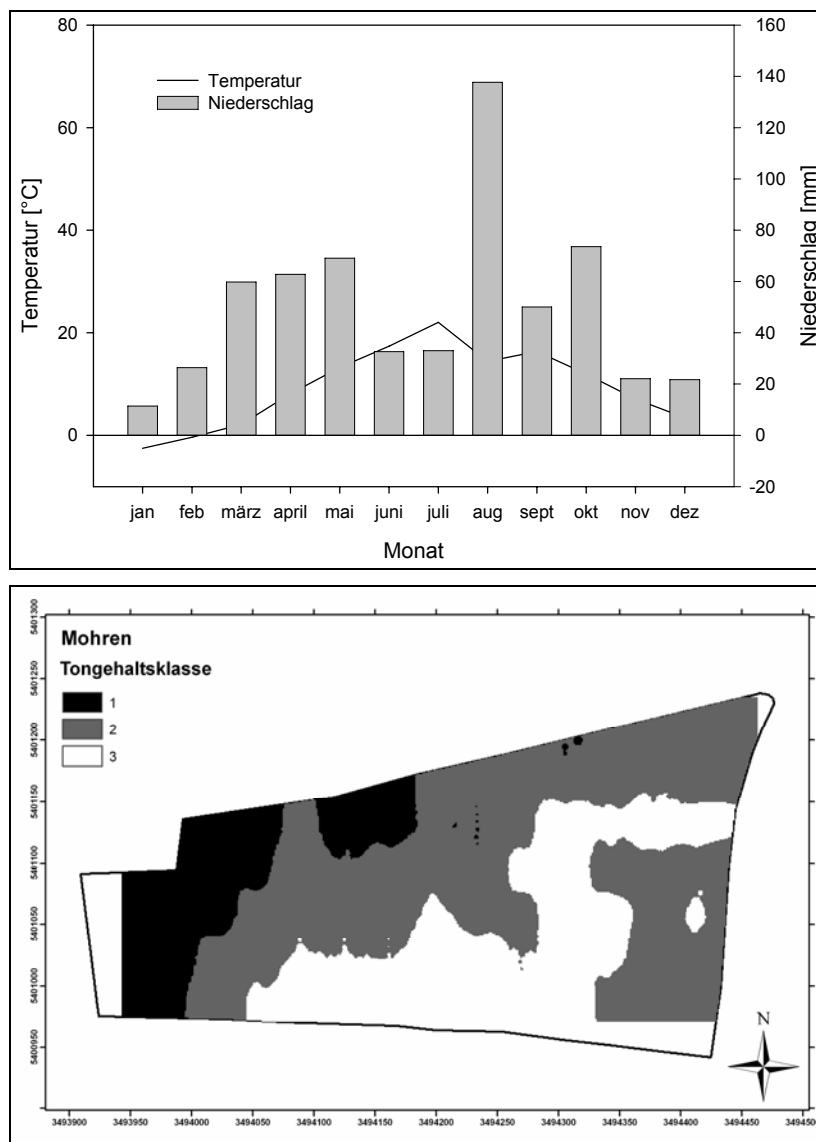 80
60
40
20
0
Temperatur [°C]
Temperatur
Niederschlag
160
140
120
100
80
60
40
20
0
-20
Niederschlag [mm]
jan feb märz april mai juni juli aug sept okt nov dez
Monat
Mohren
Tongehaltsklasse
1
2
3
5401300
5401250
5401200
5401150
5401100
5401050
5401000
5400950
N
3493900 3493950 3494000 3494050 3494100 3494150 3494200 3494250 3494300 3494350 3494400 3494450